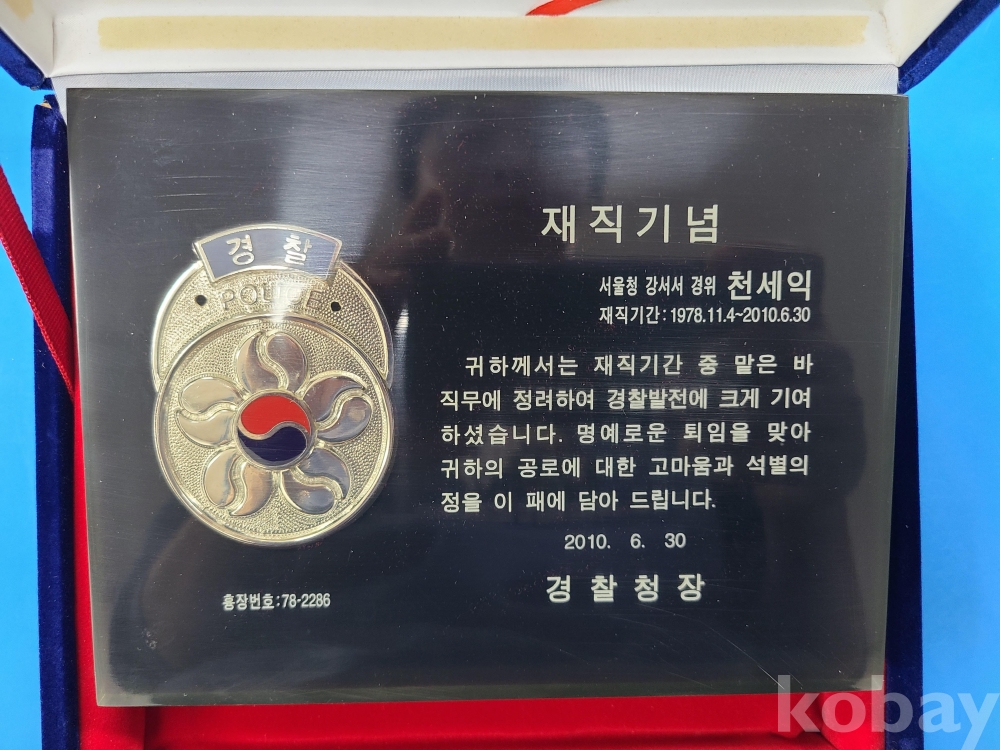 경찰
POLICE
재직기념
서울청 강서서 경위 천세익
재직기간 : 1978.11.4~2010.6.30
귀하께서는 재직기간 중 맡은 바
직무에 정려하여 경찰발전에 크게 기여
하셨습니다. 명예로운 퇴임을 맞아
귀하의 공로에 대한 고마움과 석별의
정을 이 패에 담아 드립니다.
2010. 6. 30
경찰청장
흉장번호:78-2286
kobay